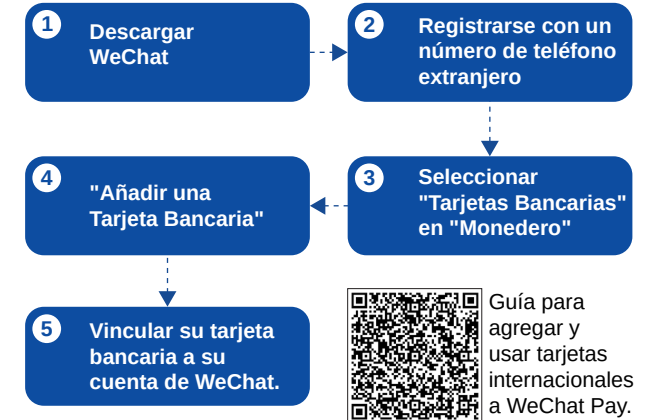 1
Descargar
WeChat
2
Registrarse con un
número de teléfono
extranjero
3
Seleccionar
"Tarjetas Bancarias"
en "Monedero"
4
"Añadir una
Tarjeta Bancaria"
5
Vincular su tarjeta
bancaria a su
cuenta de WeChat.
Guía para
agregar y
usar tarjetas
internacionales
a WeChat Pay.